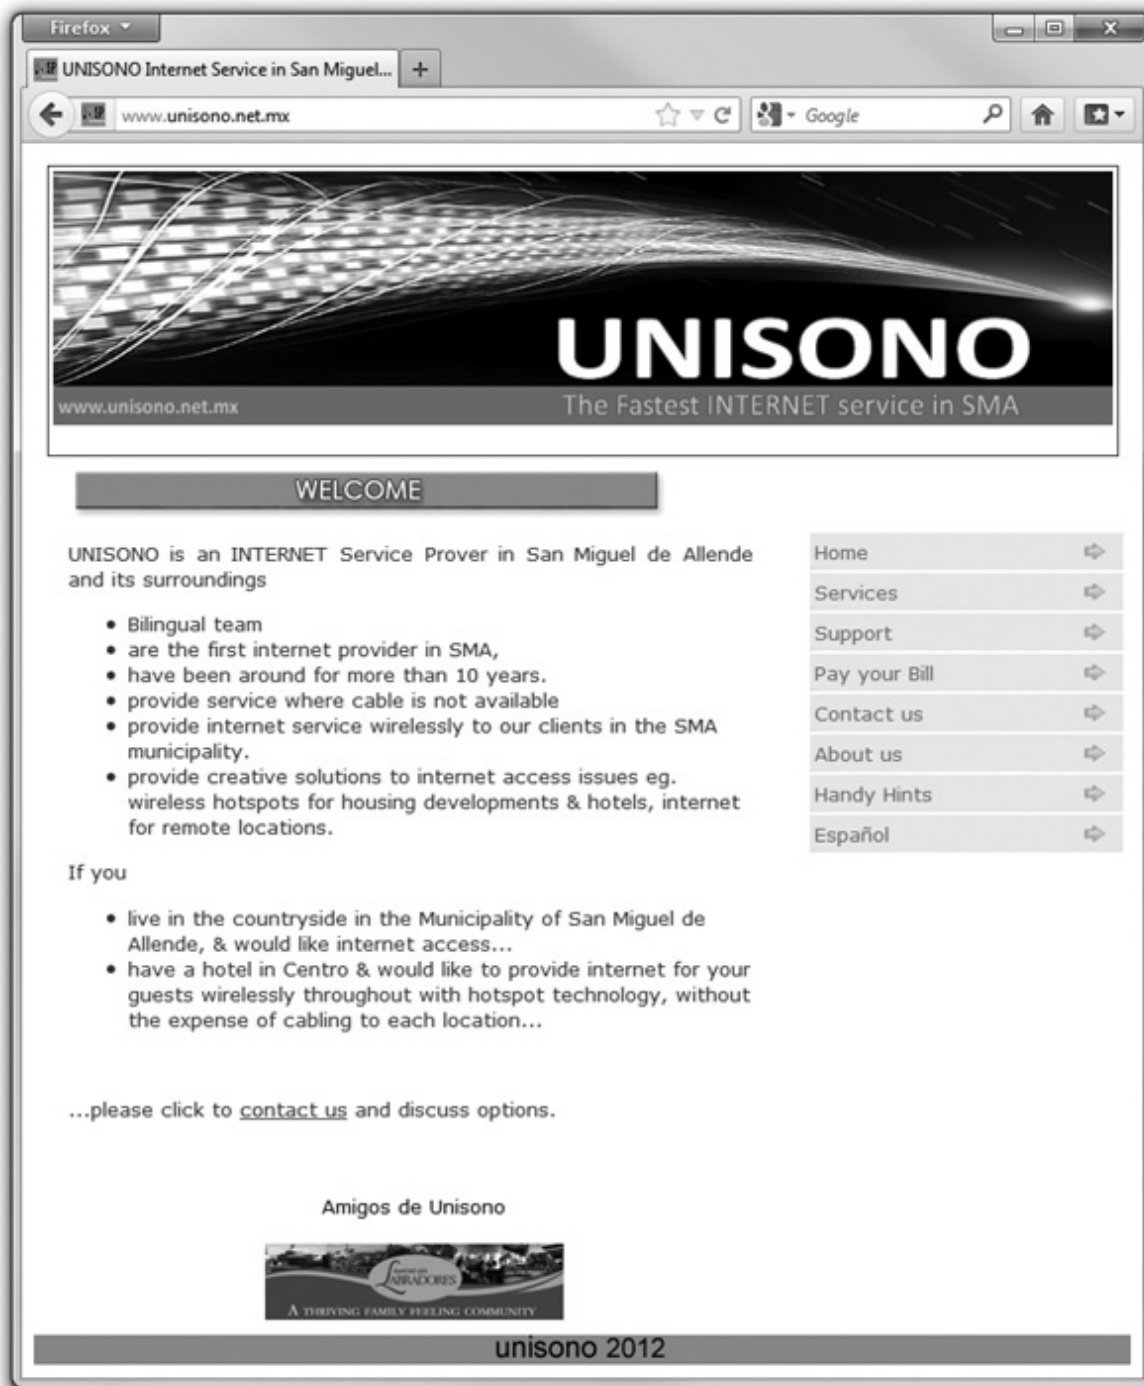 Firefox
UNISONO Internet Service in San Miguel...
www.unisono.net.mx
Google
UNISONO
www.unisono.net.mx
The Fastest INTERNET service in SMA
WELCOME
UNISONO is an INTERNET Service Prover in San Miguel de Allende
and its surroundings
• Bilingual team
• are the first internet provider in SMA,
• have been around for more than 10 years.
• provide service where cable is not available
• provide internet service wirelessly to our clients in the SMA
municipality.
• provide creative solutions to internet access issues eg.
wireless hotspots for housing developments & hotels, internet
for remote locations.
If you
• live in the countryside in the Municipality of San Miguel de
Allende, & would like internet access...
• have a hotel in Centro & would like to provide internet for your
guests wirelessly throughout with hotspot technology, without
the expense of cabling to each location...
...please click to contact us and discuss options.
Home
Services
Support
Pay your Bill
Contact us
About us
Handy Hints
Español
Amigos de Unisono
LABRADORES
A THRIVING FAMILY FEELING COMMUNITY
unisono 2012